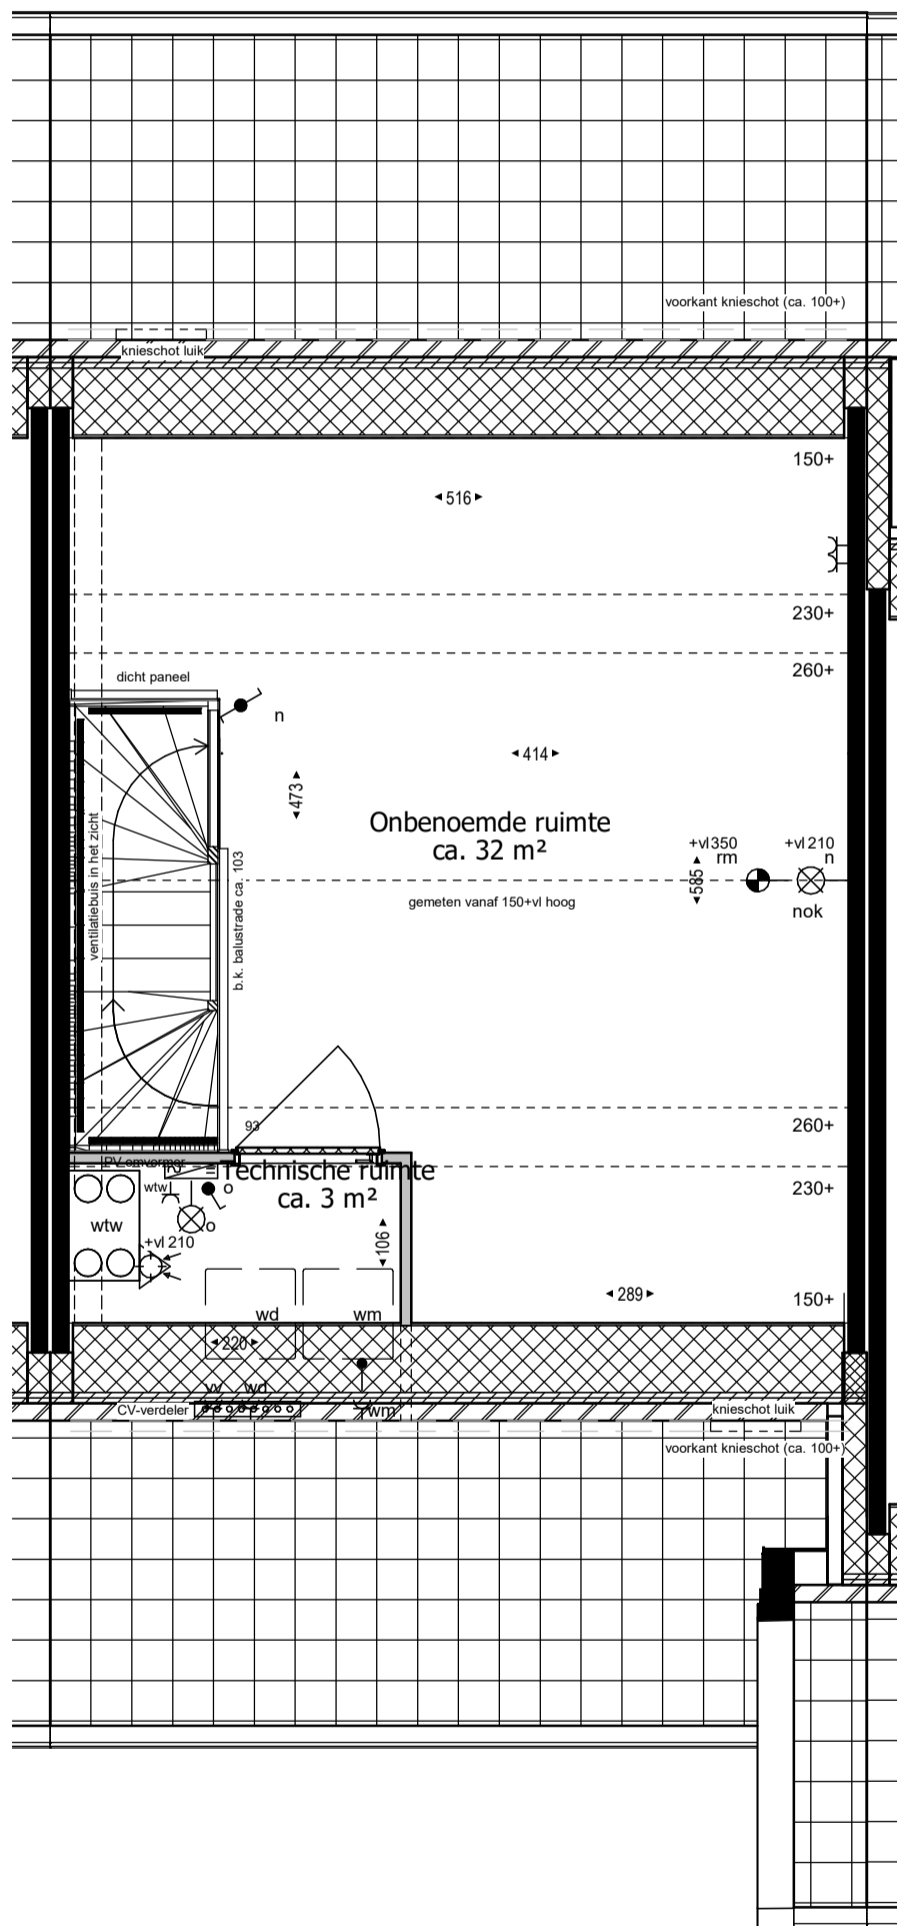 voorkant knieschot (ca. 100+)
knieschot luik
150+
516
230+
260+
dicht paneel
n
414
473
Onbenoemde ruimte
ca. 32 m²
ventilatiebuis in het zicht
b.k. balustrade ca. 103
+vl 350
rm
+vl 210
n
585
gemeten vanaf 150+vl hoog
nok
93
260+
PV omvormer
Technische ruimte
ca. 3 m²
wtw
o
230+
wtw
o
+vl 210
106
289
150+
wd
wm
220
vv
wd
CV-verdeler
wm
knieschot luik
voorkant knieschot (ca. 100+)